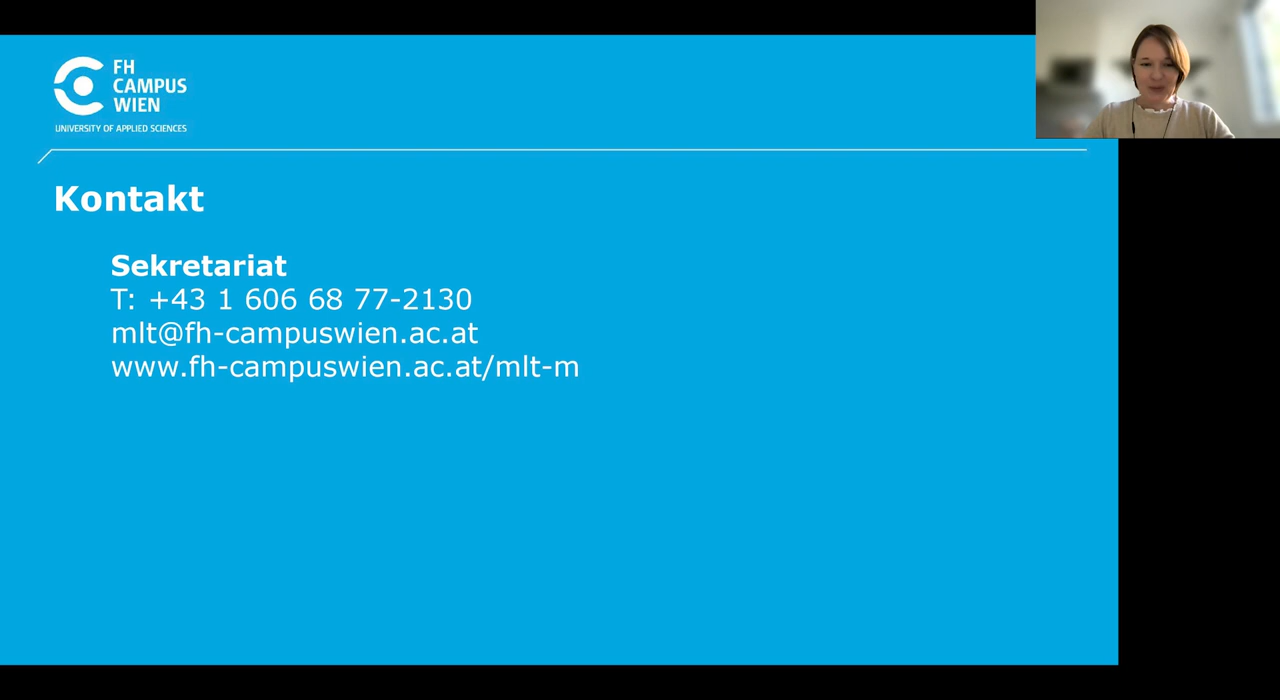 FH
CAMPUS
WIEN
UNIVERSITY OF APPLIED SCIENCES
Kontakt
Sekretariat
T: +43 1 606 68 77-2130
mlt@fh-campuswien.ac.at
www.fh-campuswien.ac.at/mlt-m